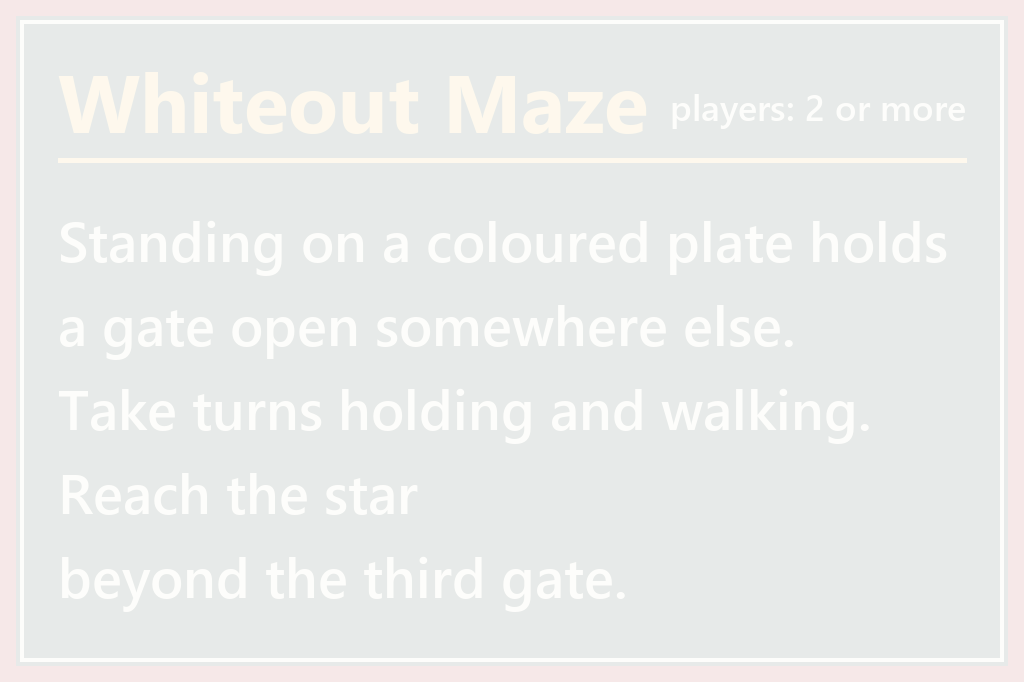 Whiteout Maze players: 2 or more
Standing on a coloured plate holds
a gate open somewhere else.
Take turns holding and walking.
Reach the star
beyond the third gate.